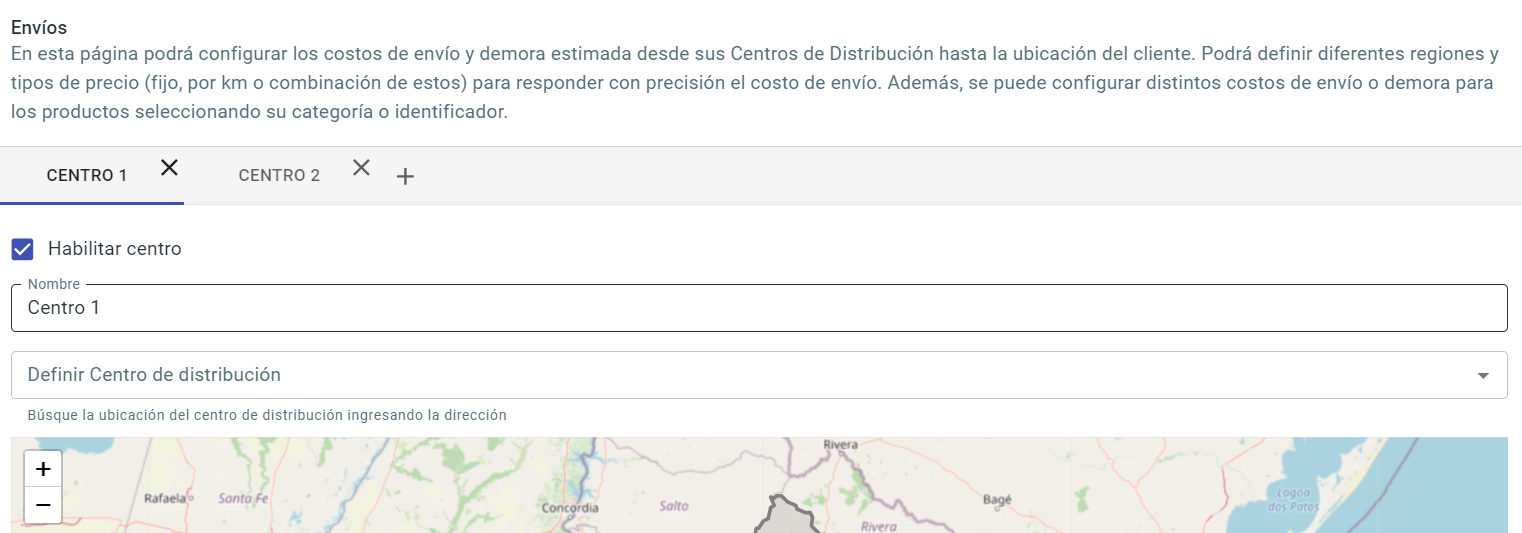 Envíos
En esta página podrá configurar los costos de envío y demora estimada desde sus Centros de Distribución hasta la ubicación del cliente. Podrá definir diferentes regiones y
tipos de precio (fijo, por km o combinación de estos) para responder con precisión el costo de envío. Además, se puede configurar distintos costos de envío o demora para
los productos seleccionando su categoría o identificador.
CENTRO 1
CENTRO 2
+
Habilitar centro
Nombre
Centro 1
Definir Centro de distribución
Búsque la ubicación del centro de distribución ingresando la dirección
+
−
Rivera
Rafaela
Santa Fe
Concordia
Salto
Bagé
Lagoa
dos Patos
Rivera